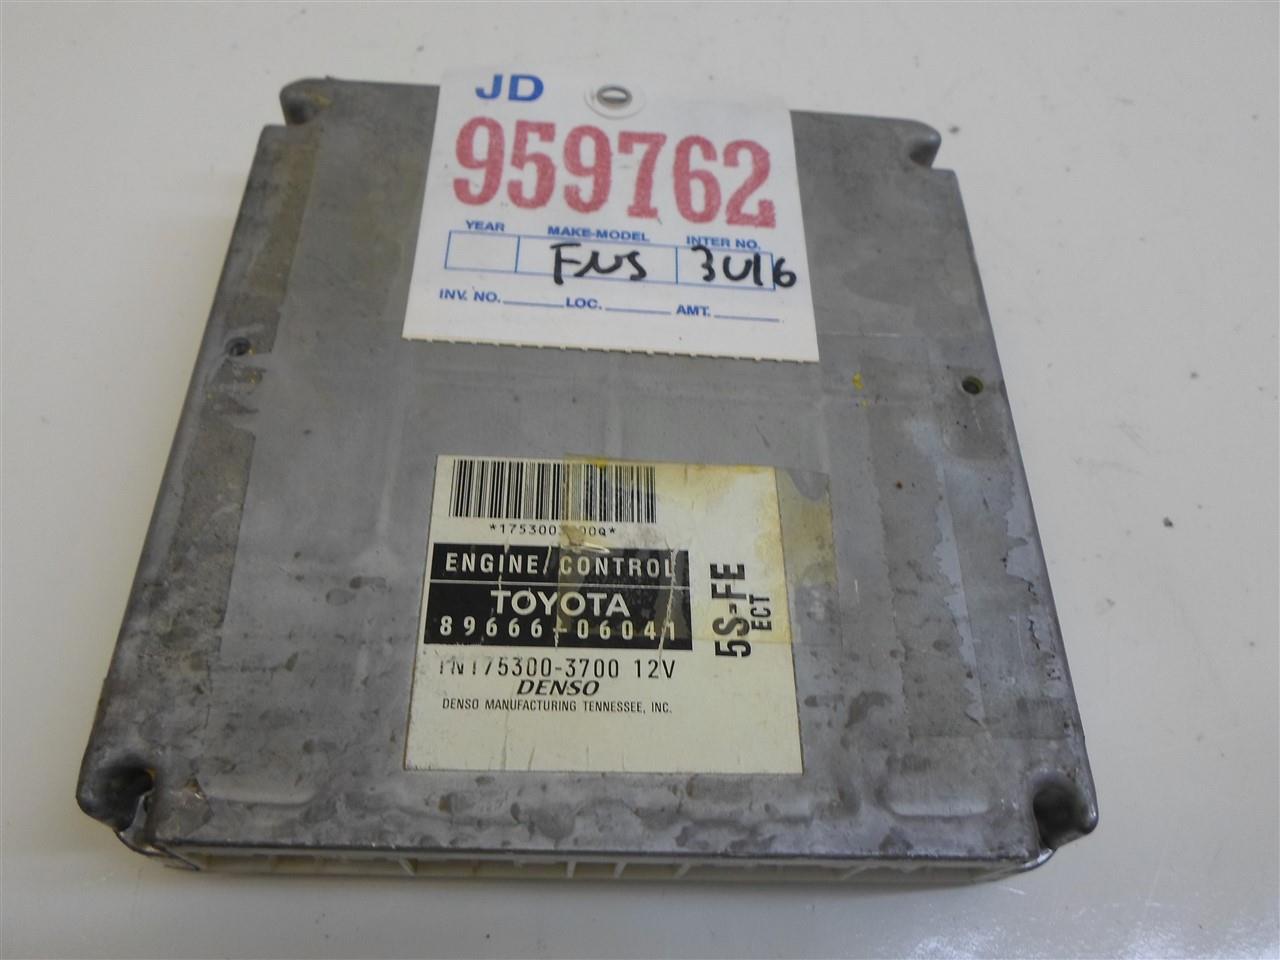 JD
959762
YEAR MAKE-MODEL INTER NO.
FNS 3U16
INV. NO. LOC. AMT.
ENGINE CONTROL
TOYOTA
89666-06041
175300-3700 12V
DENSO
DENSO MANUFACTURING TENNESSEE, INC.
5S-FE
ECT